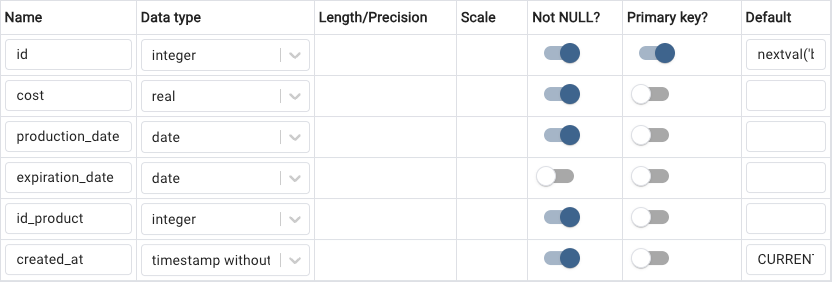 Name Data type Length/Precision Scale Not NULL? Primary key? Default
id integer nextval('b
cost real
production_date date
expiration_date date
id_product integer
created_at timestamp without CURREN